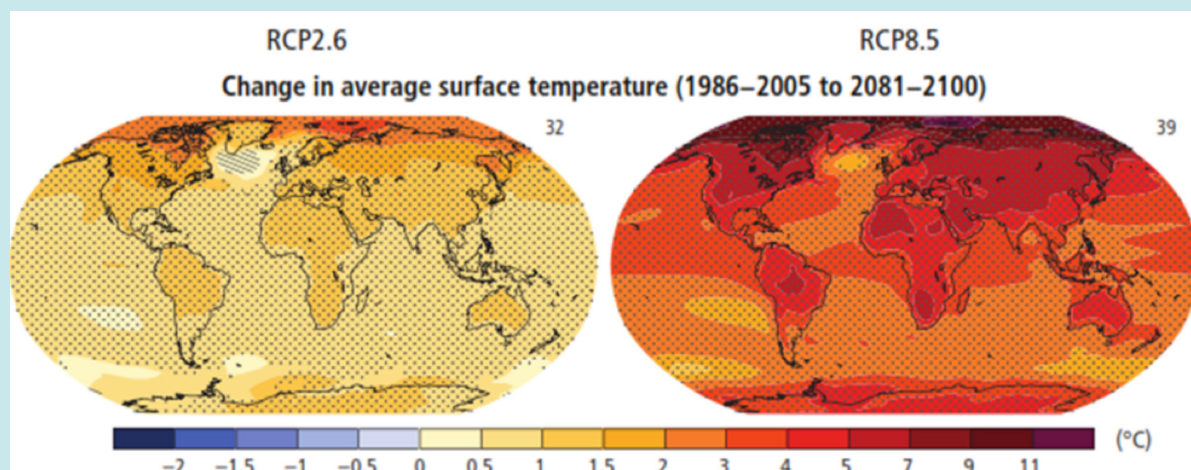 RCP2.6 RCP8.5
Change in average surface temperature (1986–2005 to 2081–2100)
32 39
−2 −1.5 −1 −0.5 0 0.5 1 1.5 2 3 4 5 7 9 11 (°C)